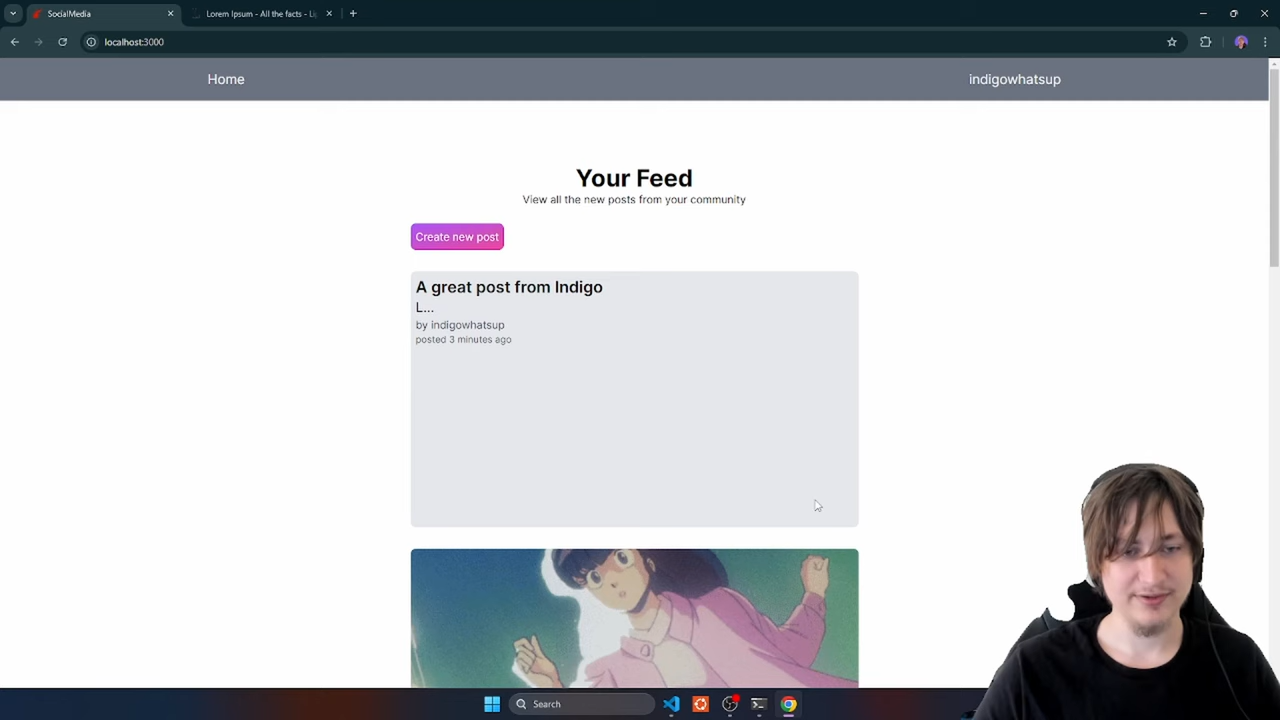 SocialMedia
Lorem Ipsum - All the facts - Li
localhost:3000
Home
indigowhatsup
Your Feed
View all the new posts from your community
Create new post
A great post from Indigo
L...
by indigowhatsup
posted 3 minutes ago
Search